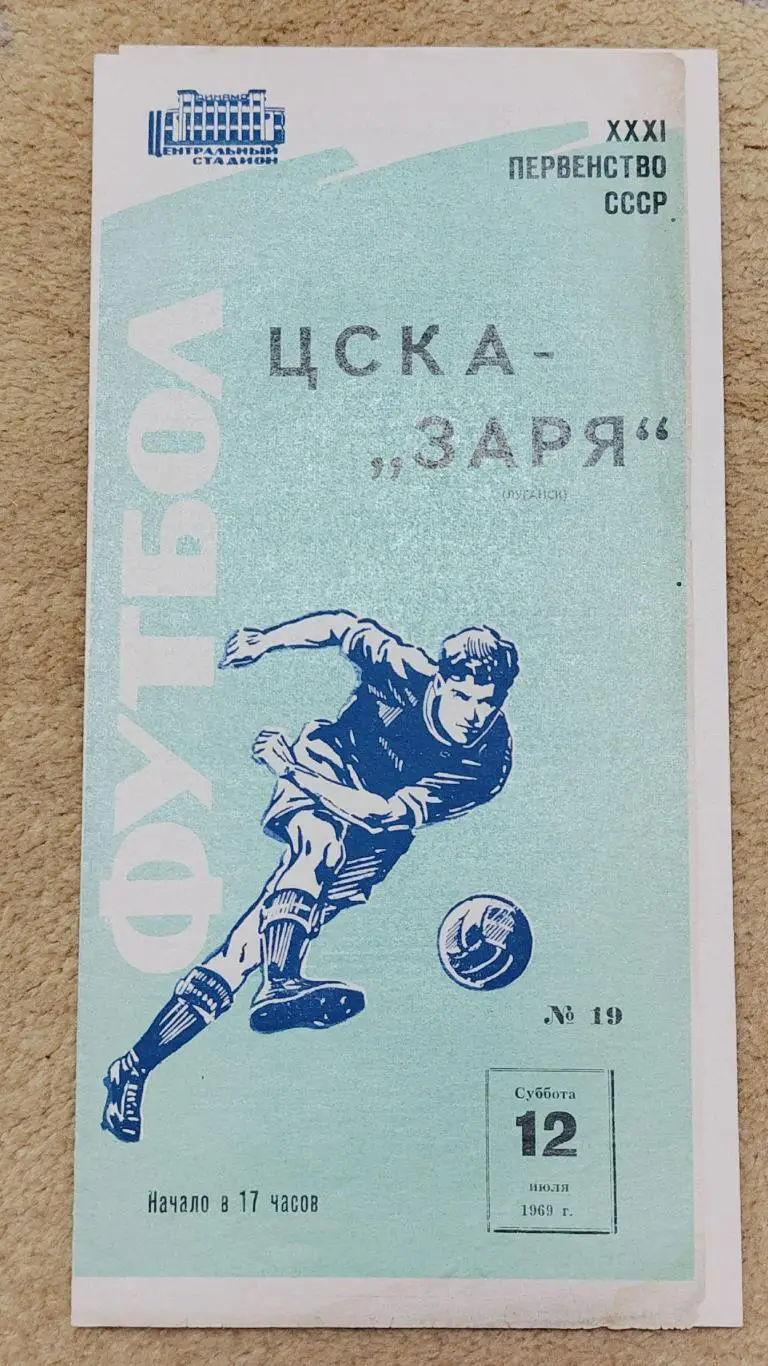 ДИНАМО
ЦЕНТРАЛЬНЫЙ
СТАДИОН
XXXI
ПЕРВЕНСТВО
СССР
ФУТБОЛ
ЦСКА-
„ЗАРЯ“
(ЛУГАНСК)
№ 19
Суббота
12
июля
1969 г.
Начало в 17 часов